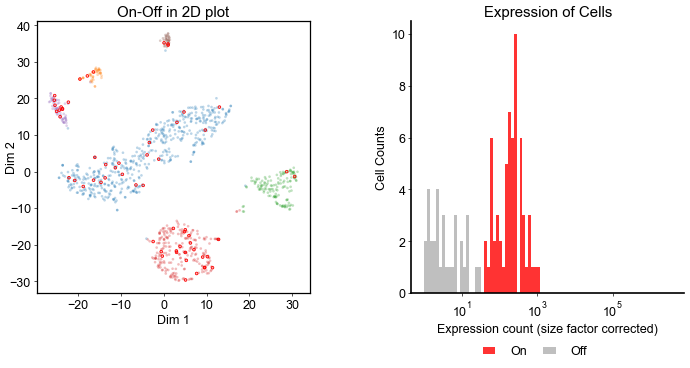 On-Off in 2D plot
40
30
20
10
0
−10
−20
−30
Dim 2
−20 −10 0 10 20 30
Dim 1
Expression of Cells
10
8
6
4
2
0
Cell Counts
10^1 10^3 10^5
Expression count (size factor corrected)
On Off